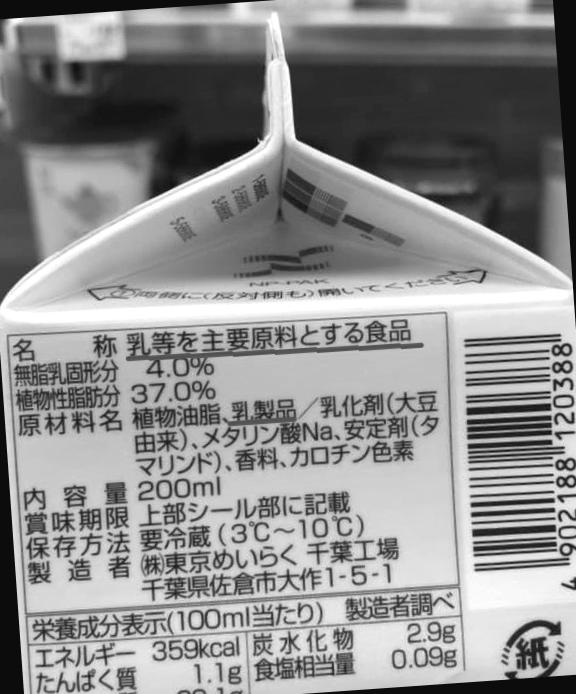 NP-PAK
両側に(反対側も)開いてください
名称 乳等を主要原料とする食品
無脂乳固形分 4.0%
植物性脂肪分 37.0%
原材料名 植物油脂、乳製品/乳化剤(大豆
由来)、メタリン酸Na、安定剤(タ
マリンド)、香料、カロチン色素
内容量 200ml
賞味期限 上部シール部に記載
保存方法 要冷蔵(3℃〜10℃)
製造者 ㈱東京めいらく 千葉工場
千葉県佐倉市大作1-5-1
栄養成分表示(100ml当たり) 製造者調べ
エネルギー 359kcal 炭水化物 2.9g
たんぱく質 1.1g 食塩相当量 0.09g
4 902188 120388
紙